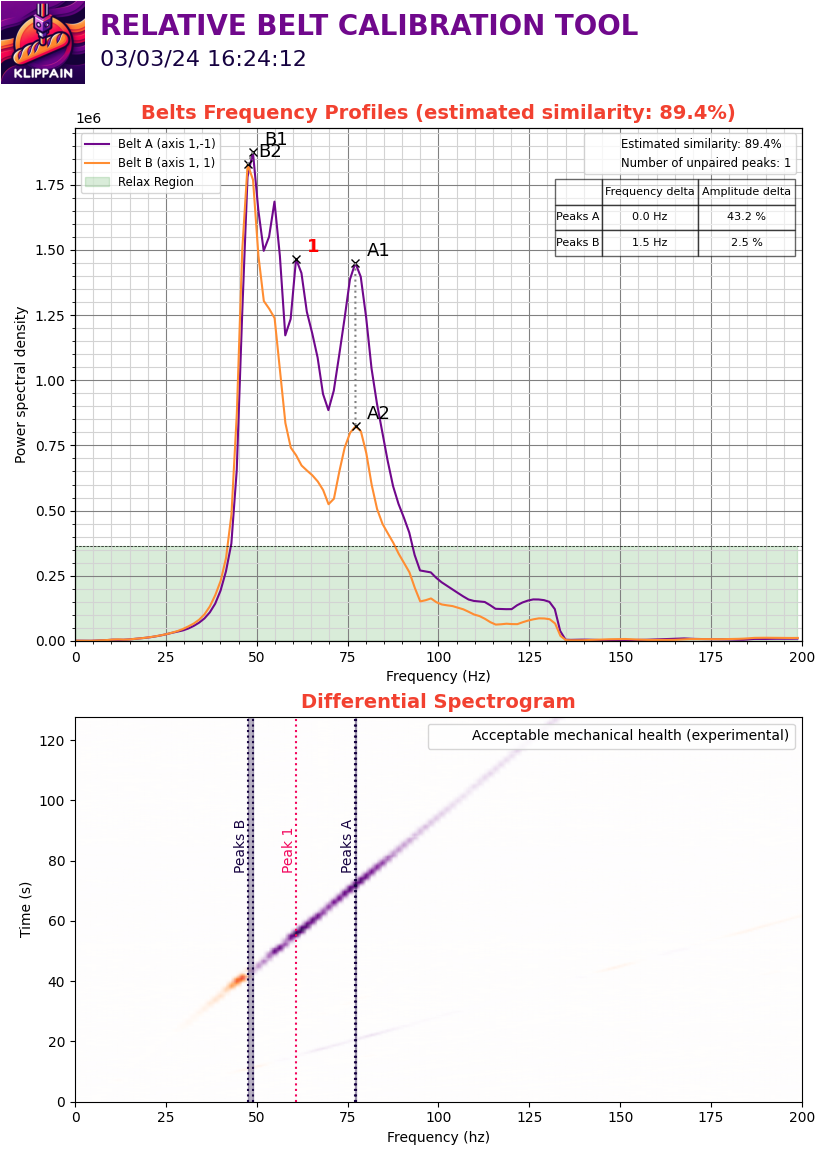 RELATIVE BELT CALIBRATION TOOL
03/03/24 16:24:12
KLIPPAIN
Belts Frequency Profiles (estimated similarity: 89.4%)
1e6
Belt A (axis 1,-1)
Belt B (axis 1, 1)
Relax Region
B1
B2
1
A1
A2
Estimated similarity: 89.4%
Number of unpaired peaks: 1
Frequency delta Amplitude delta
Peaks A 0.0 Hz 43.2 %
Peaks B 1.5 Hz 2.5 %
Power spectral density
1.75
1.50
1.25
1.00
0.75
0.50
0.25
0.00
0 25 50 75 100 125 150 175 200
Frequency (Hz)
Differential Spectrogram
Acceptable mechanical health (experimental)
Peaks B
Peak 1
Peaks A
Time (s)
120
100
80
60
40
20
0
0 25 50 75 100 125 150 175 200
Frequency (hz)